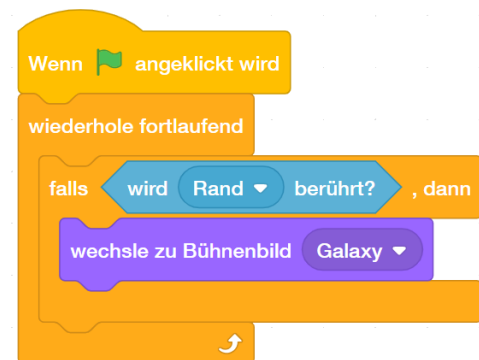 Wenn angeklickt wird
wiederhole fortlaufend
falls wird Rand berührt? , dann
wechsle zu Bühnenbild Galaxy